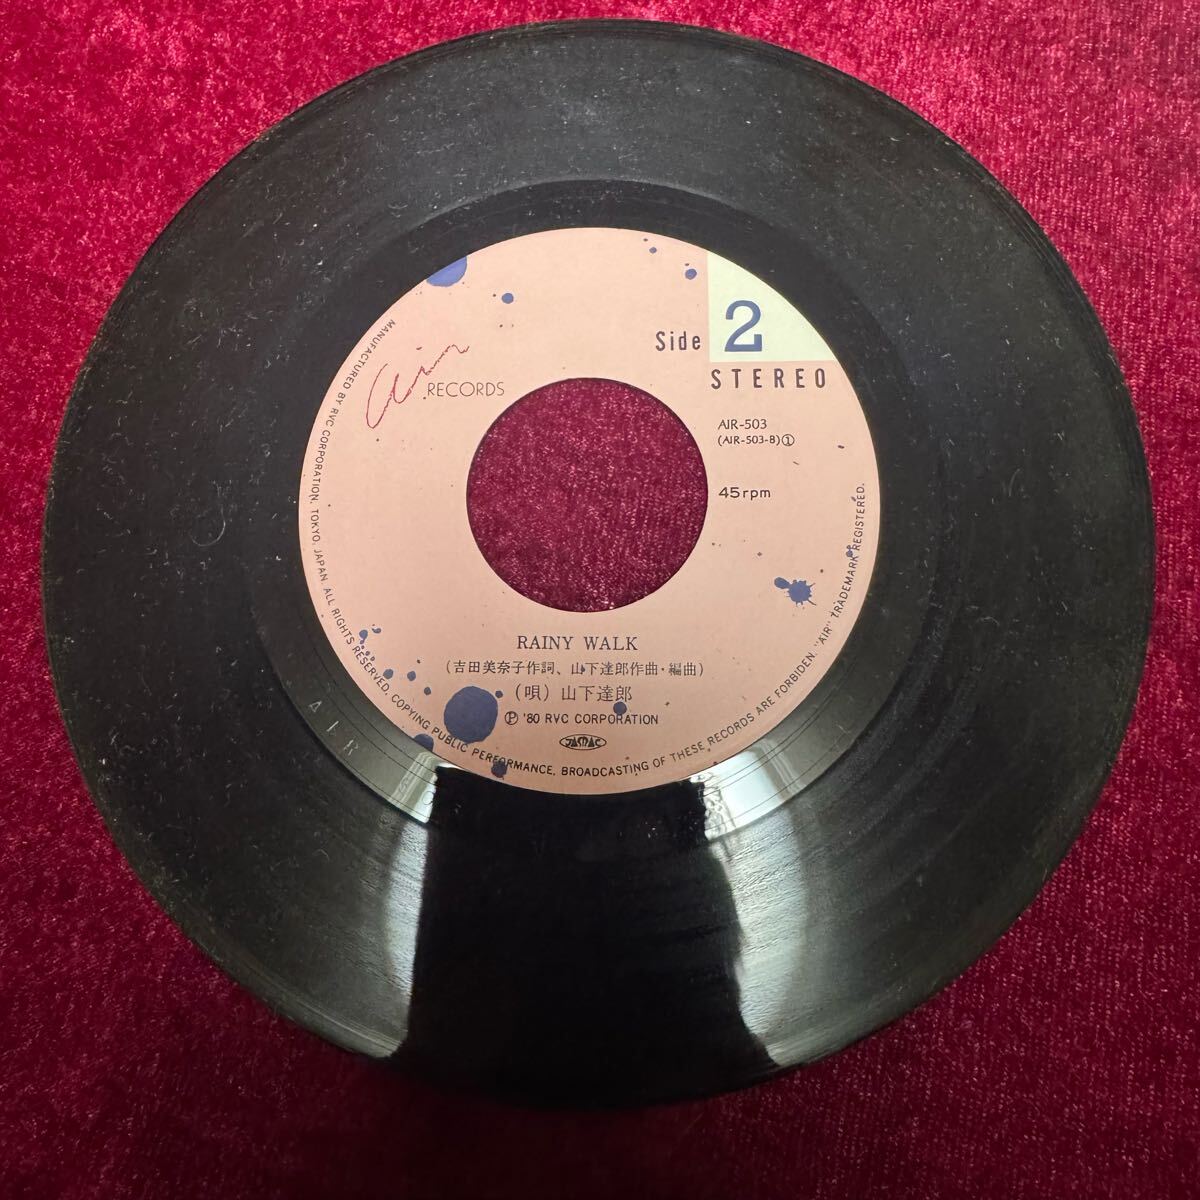 Side 2
STEREO
air RECORDS
AIR-503
(AIR-503-B)①
45rpm
RAINY WALK
(吉田美奈子作詞、山下達郎作曲・編曲)
(唄)山下達郎
Ⓟ '80 RVC CORPORATION
JASRAC
MANUFACTURED BY RVC CORPORATION, TOKYO, JAPAN. ALL RIGHTS RESERVED. COPYING PUBLIC PERFORMANCE, BROADCASTING OF THESE RECORDS ARE FORBIDDEN. "AIR" TRADEMARK REGISTERED.
A I R